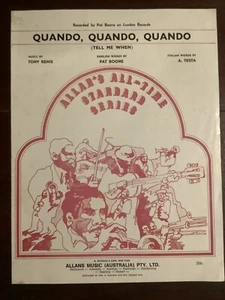 Recorded by Pat Boone on London Records
QUANDO, QUANDO, QUANDO
(TELL ME WHEN)
MUSIC BY
TONY RENIS
ENGLISH WORDS BY
PAT BOONE
ITALIAN WORDS BY
A. TESTA
ALLAN'S ALL-TIME
STANDARD
SERIES
ALLANS MUSIC (AUSTRALIA) PTY. LTD.